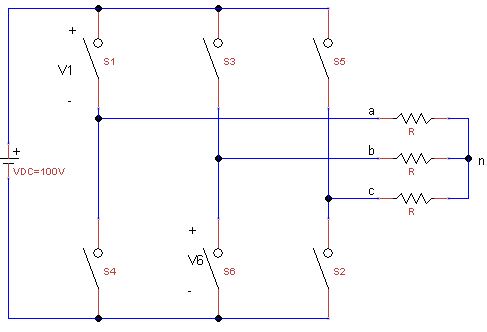 +
S1
S3
S5
V1
-
a
R
+
VDC=100V
b
R
n
c
R
+
V6
S4
S6
S2
-